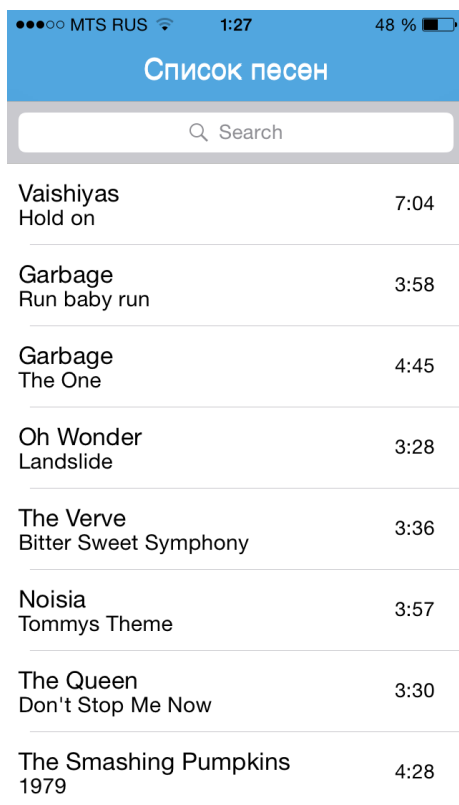 MTS RUS 1:27 48 %
Список песен
Search
Vaishiyas
Hold on
7:04
Garbage
Run baby run
3:58
Garbage
The One
4:45
Oh Wonder
Landslide
3:28
The Verve
Bitter Sweet Symphony
3:36
Noisia
Tommys Theme
3:57
The Queen
Don't Stop Me Now
3:30
The Smashing Pumpkins
1979
4:28